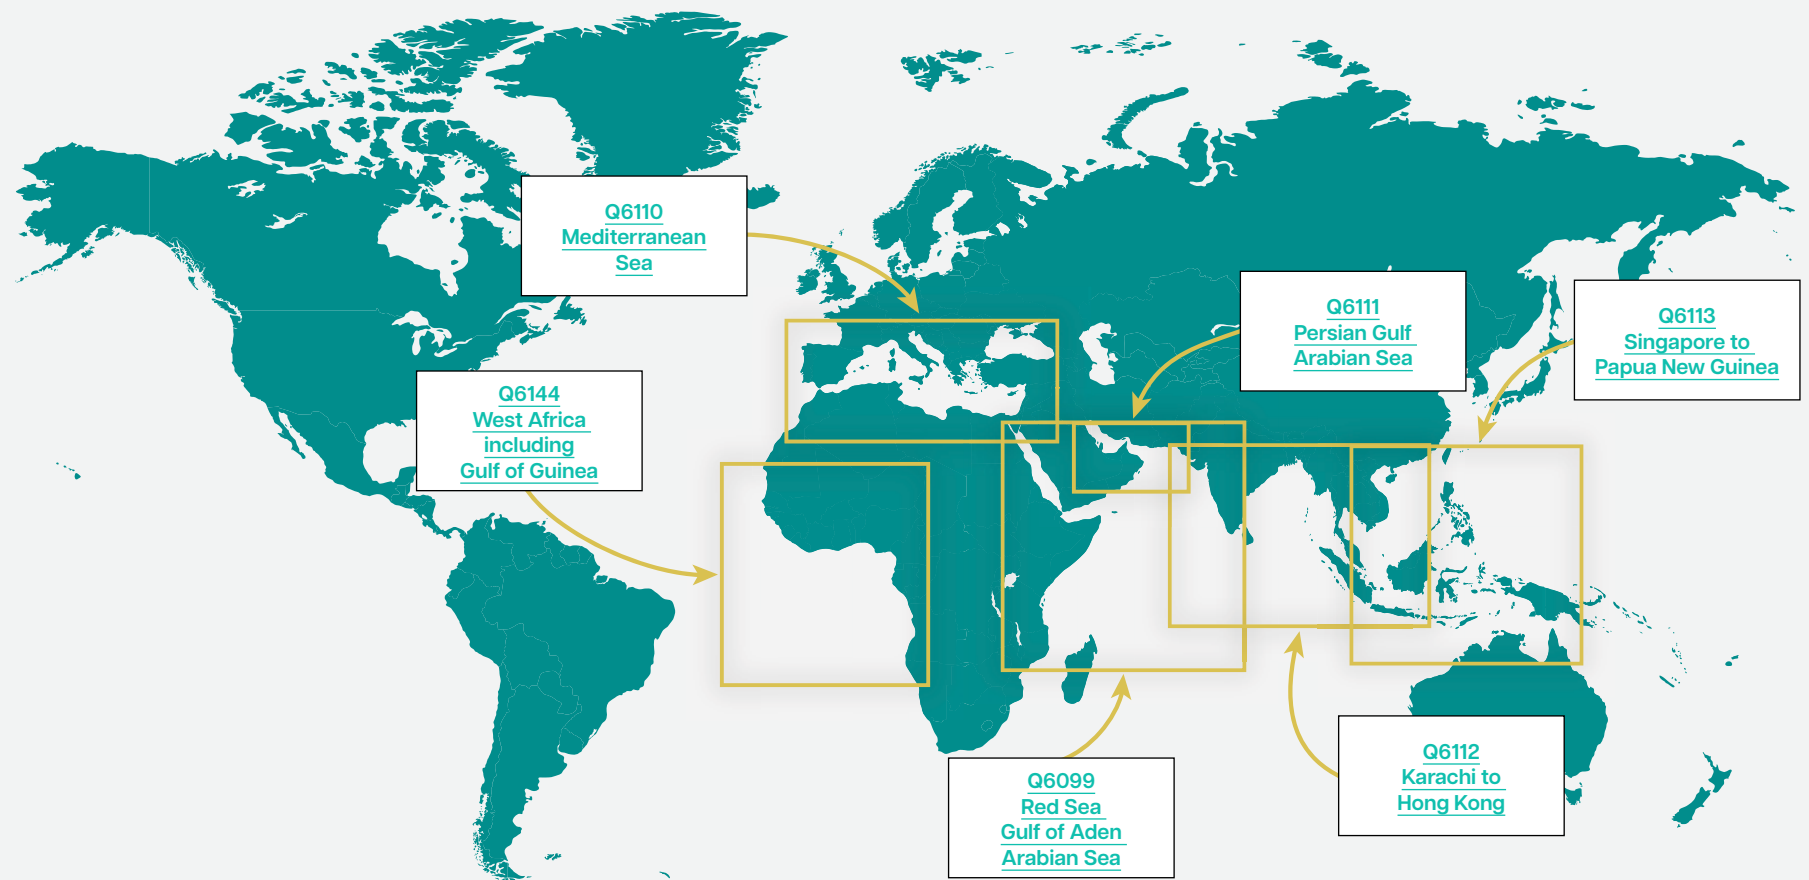 Q6110
Mediterranean
Sea
Q6111
Persian Gulf
Arabian Sea
Q6113
Singapore to
Papua New Guinea
Q6144
West Africa
including
Gulf of Guinea
Q6099
Red Sea
Gulf of Aden
Arabian Sea
Q6112
Karachi to
Hong Kong